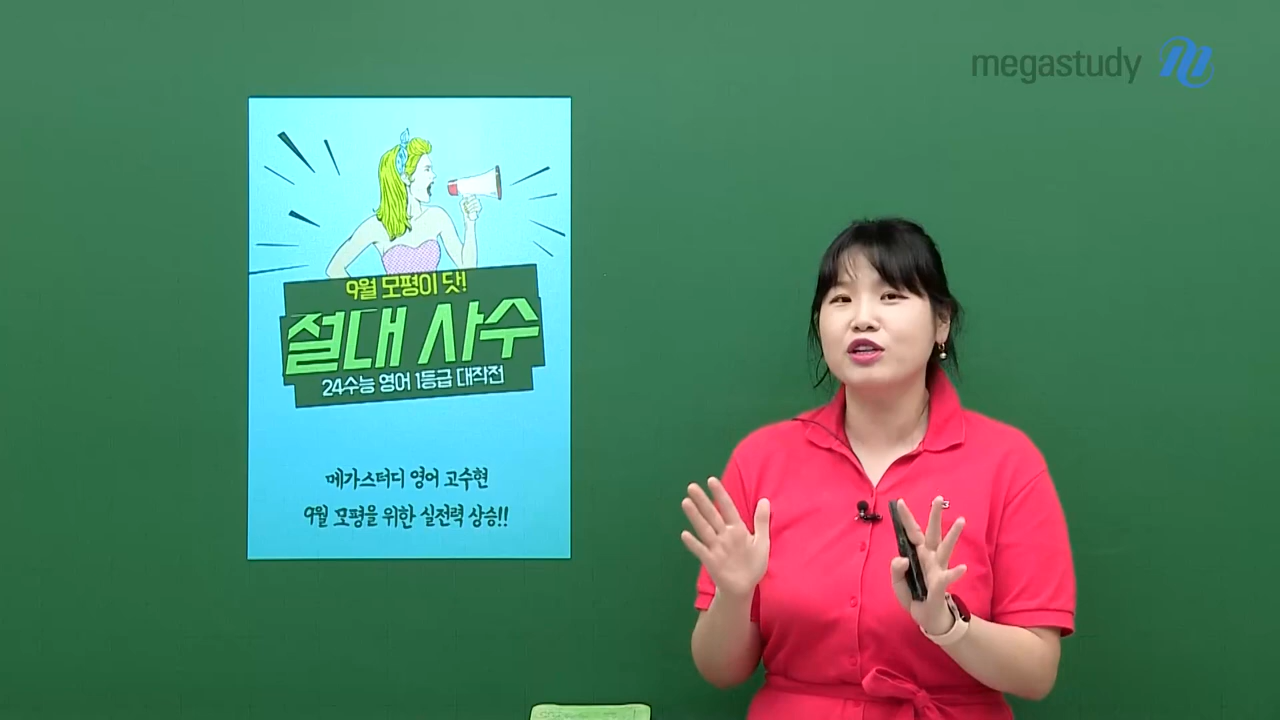 megastudy
9월 모평이 닷!
절대 사수
24수능 영어 1등급 대작전
메가스터디 영어 고수현
9월 모평을 위한 실전력 상승!!